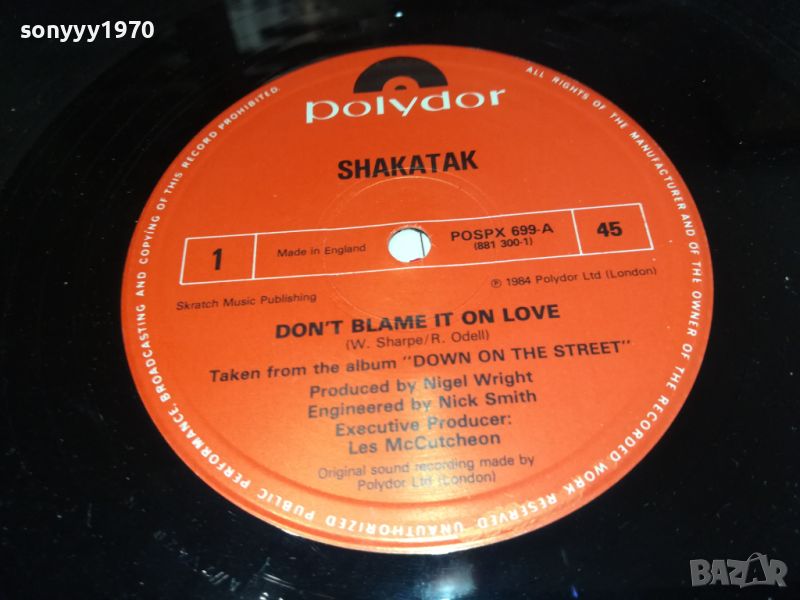 sonyyy1970
polydor
SHAKATAK
1
Made in England
POSPX 699-A
(881 300-1)
45
Skratch Music Publishing
℗ 1984 Polydor Ltd (London)
DON'T BLAME IT ON LOVE
(W. Sharpe/R. Odell)
Taken from the album "DOWN ON THE STREET"
Produced by Nigel Wright
Engineered by Nick Smith
Executive Producer:
Les McCutcheon
Original sound recording made by
Polydor Ltd (London)
ALL RIGHTS OF THE MANUFACTURER AND OF THE OWNER OF THE RECORDED WORK RESERVED. UNAUTHORIZED PUBLIC PERFORMANCE, BROADCASTING AND COPYING OF THIS RECORD PROHIBITED.
BAZAR